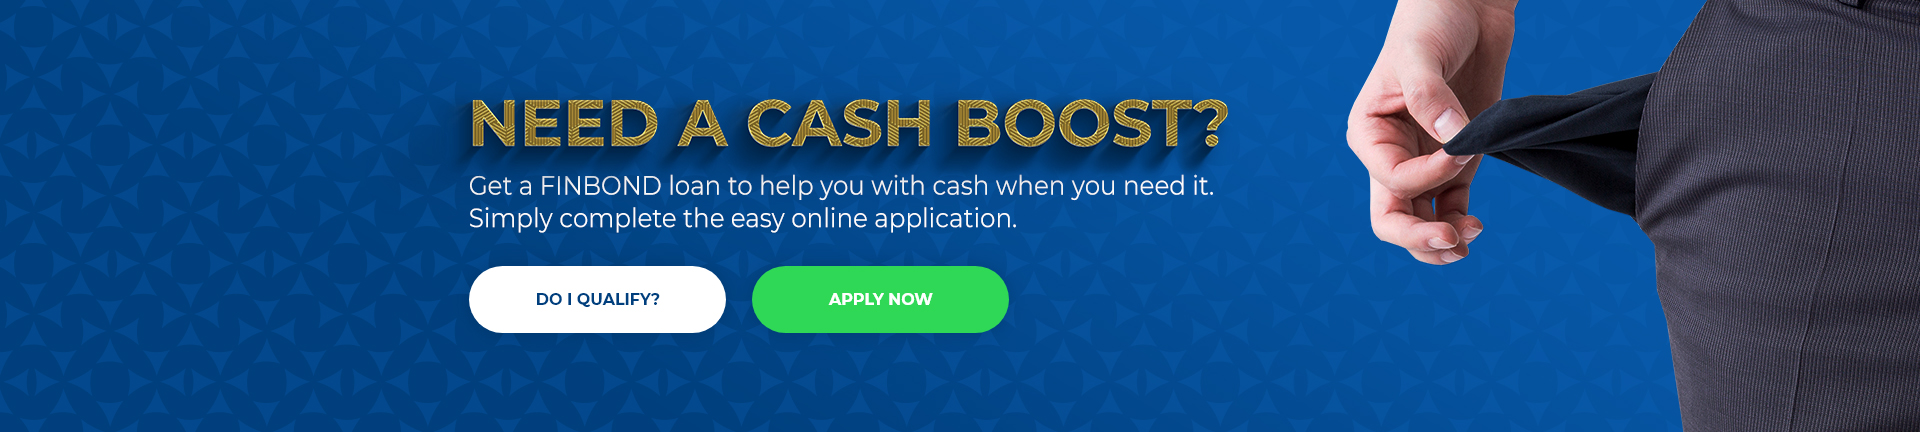 NEED A CASH BOOST?
Get a FINBOND loan to help you with cash when you need it.
Simply complete the easy online application.
DO I QUALIFY?
APPLY NOW